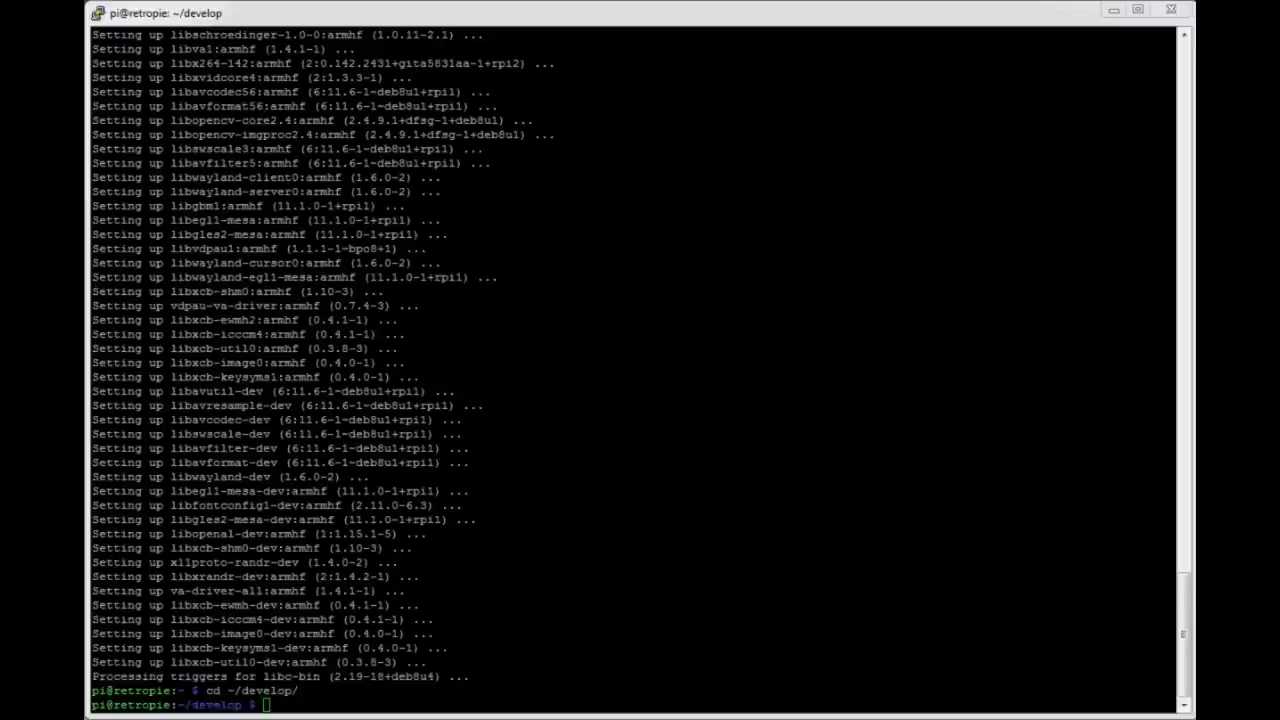 pi@retropie: ~/develop
Setting up libschroedinger-1.0-0:armhf (1.0.11-2.1) ...
Setting up libva1:armhf (1.4.1-1) ...
Setting up libx264-142:armhf (2:0.142.2431+gita5831aa-1+rpi2) ...
Setting up libxvidcore4:armhf (2:1.3.3-1) ...
Setting up libavcodec56:armhf (6:11.6-1~deb8u1+rpi1) ...
Setting up libavformat56:armhf (6:11.6-1~deb8u1+rpi1) ...
Setting up libopencv-core2.4:armhf (2.4.9.1+dfsg-1+deb8u1) ...
Setting up libopencv-imgproc2.4:armhf (2.4.9.1+dfsg-1+deb8u1) ...
Setting up libswscale3:armhf (6:11.6-1~deb8u1+rpi1) ...
Setting up libavfilter5:armhf (6:11.6-1~deb8u1+rpi1) ...
Setting up libwayland-client0:armhf (1.6.0-2) ...
Setting up libwayland-server0:armhf (1.6.0-2) ...
Setting up libgbm1:armhf (11.1.0-1+rpi1) ...
Setting up libegl1-mesa:armhf (11.1.0-1+rpi1) ...
Setting up libgles2-mesa:armhf (11.1.0-1+rpi1) ...
Setting up libvdpau1:armhf (1.1.1-1~bpo8+1) ...
Setting up libwayland-cursor0:armhf (1.6.0-2) ...
Setting up libwayland-egl1-mesa:armhf (11.1.0-1+rpi1) ...
Setting up libxcb-shm0:armhf (1.10-3) ...
Setting up vdpau-va-driver:armhf (0.7.4-3) ...
Setting up libxcb-ewmh2:armhf (0.4.1-1) ...
Setting up libxcb-icccm4:armhf (0.4.1-1) ...
Setting up libxcb-util0:armhf (0.3.8-3) ...
Setting up libxcb-image0:armhf (0.4.0-1) ...
Setting up libxcb-keysyms1:armhf (0.4.0-1) ...
Setting up libavutil-dev (6:11.6-1~deb8u1+rpi1) ...
Setting up libavresample-dev (6:11.6-1~deb8u1+rpi1) ...
Setting up libavcodec-dev (6:11.6-1~deb8u1+rpi1) ...
Setting up libswscale-dev (6:11.6-1~deb8u1+rpi1) ...
Setting up libavfilter-dev (6:11.6-1~deb8u1+rpi1) ...
Setting up libavformat-dev (6:11.6-1~deb8u1+rpi1) ...
Setting up libwayland-dev (1.6.0-2) ...
Setting up libegl1-mesa-dev:armhf (11.1.0-1+rpi1) ...
Setting up libfontconfig1-dev:armhf (2.11.0-6.3) ...
Setting up libgles2-mesa-dev:armhf (11.1.0-1+rpi1) ...
Setting up libopenal-dev:armhf (1:1.15.1-5) ...
Setting up libxcb-shm0-dev:armhf (1.10-3) ...
Setting up x11proto-randr-dev (1.4.0-2) ...
Setting up libxrandr-dev:armhf (2:1.4.2-1) ...
Setting up va-driver-all:armhf (1.4.1-1) ...
Setting up libxcb-ewmh-dev:armhf (0.4.1-1) ...
Setting up libxcb-icccm4-dev:armhf (0.4.1-1) ...
Setting up libxcb-image0-dev:armhf (0.4.0-1) ...
Setting up libxcb-keysyms1-dev:armhf (0.4.0-1) ...
Setting up libxcb-util0-dev:armhf (0.3.8-3) ...
Processing triggers for libc-bin (2.19-18+deb8u4) ...
pi@retropie:~ $ cd ~/develop/
pi@retropie:~/develop $